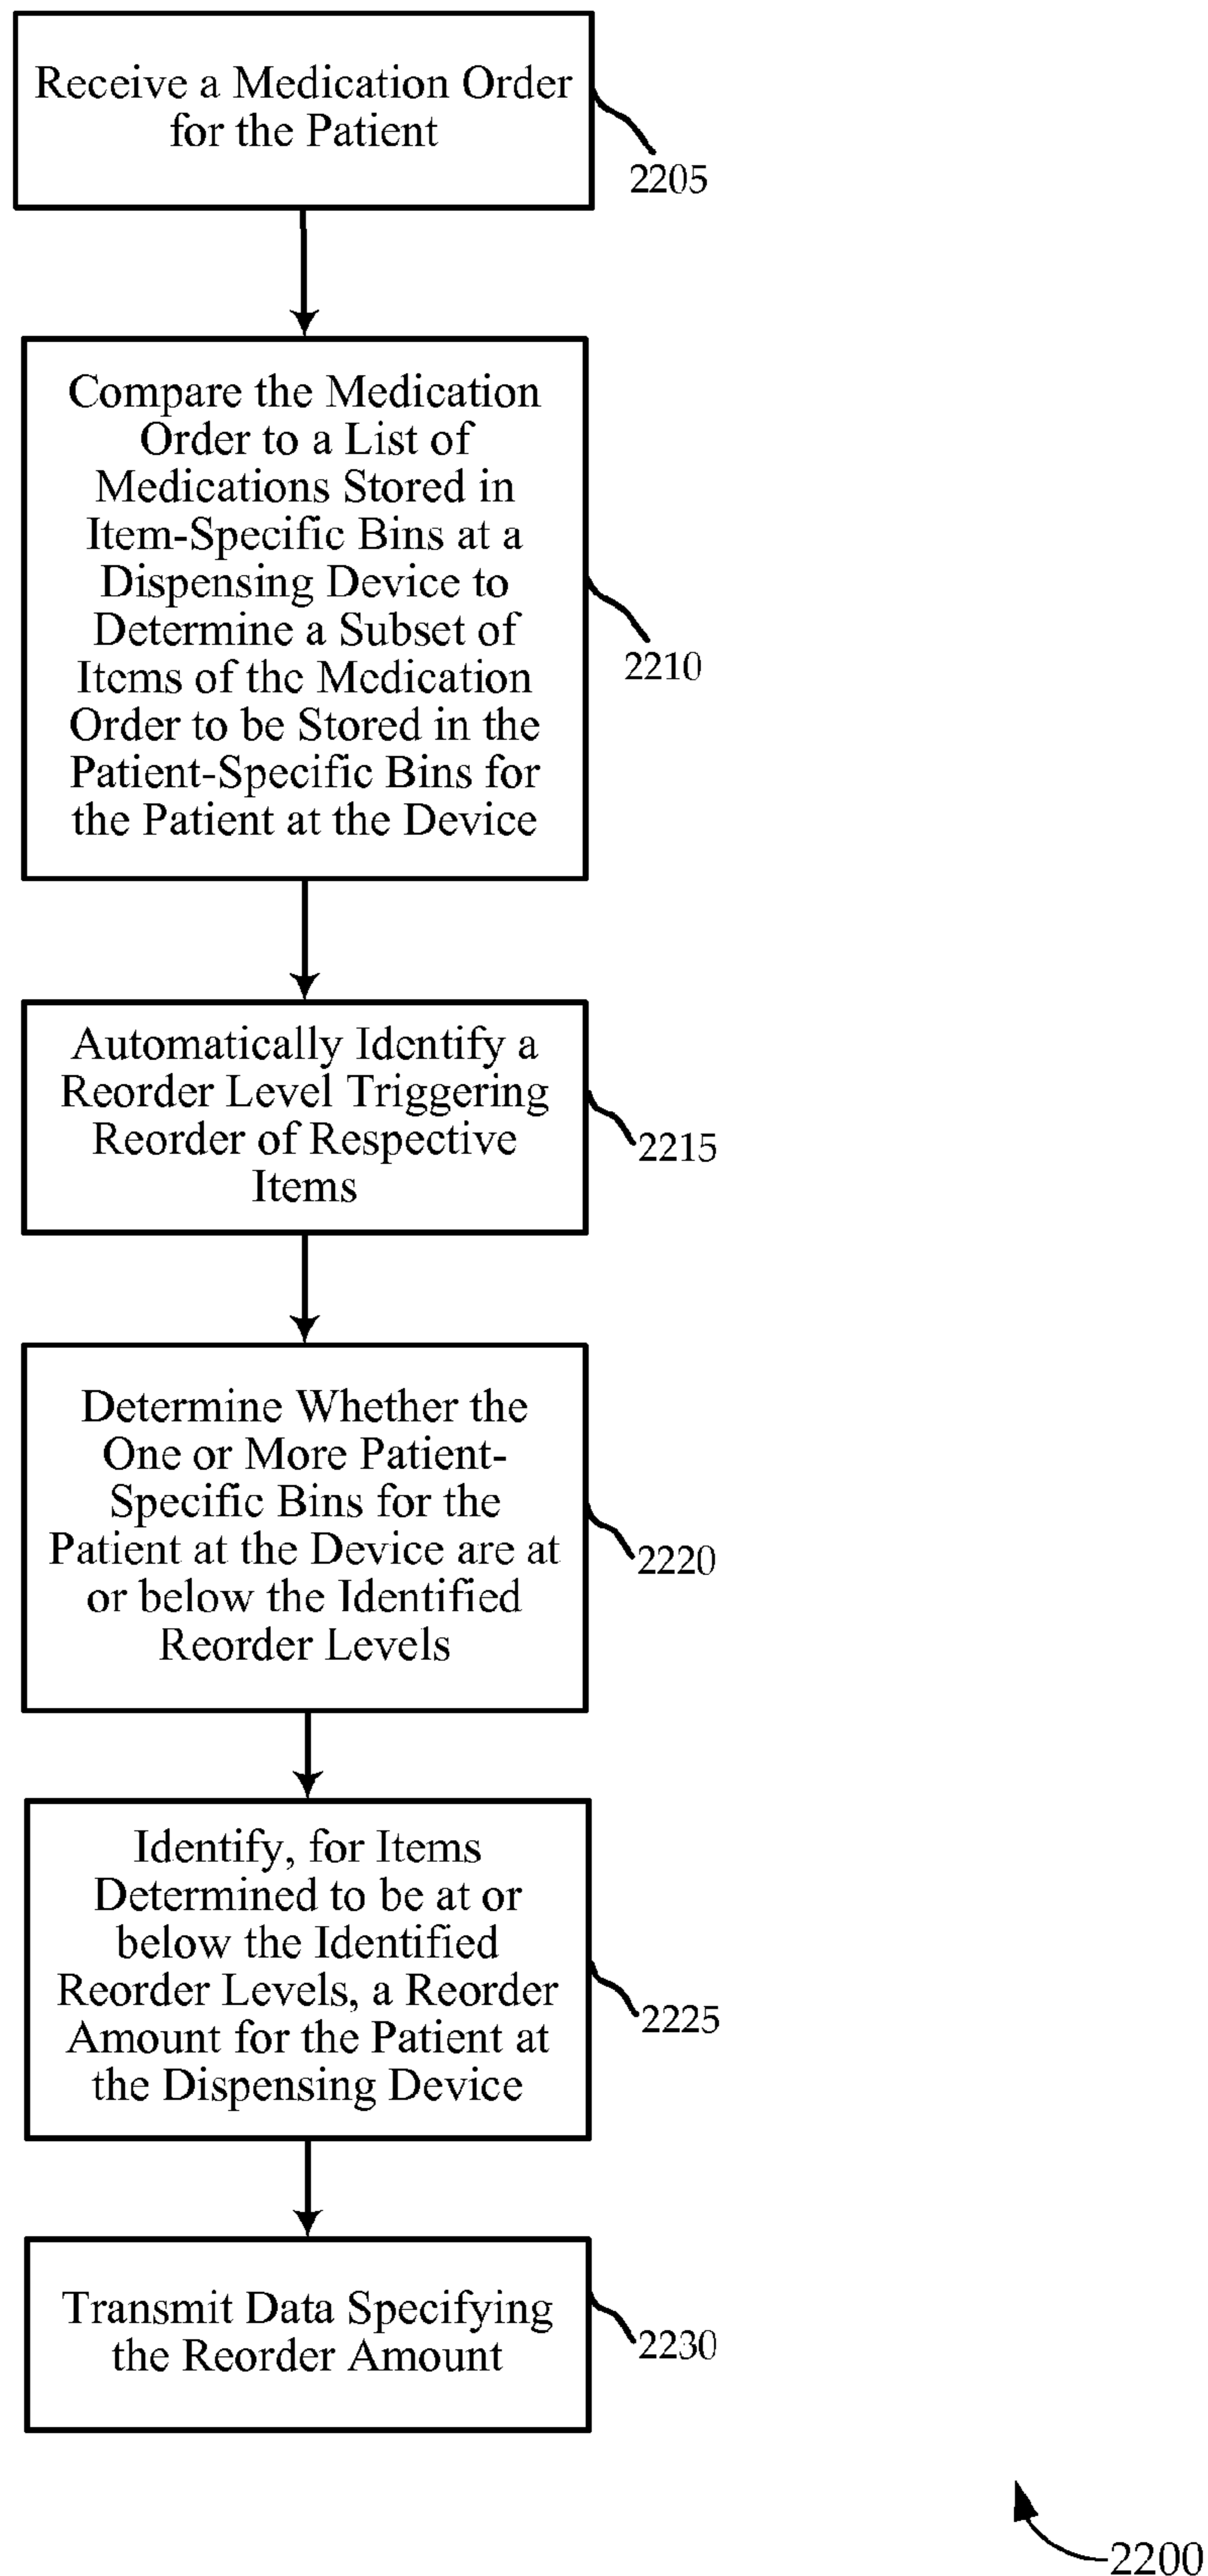 Receive a Medication Order
for the Patient
2205
Compare the Medication
Order to a List of
Medications Stored in
Item-Specific Bins at a
Dispensing Device to
Determine a Subset of
Items of the Medication
Order to be Stored in the
Patient-Specific Bins for
the Patient at the Device
2210
Automatically Identify a
Reorder Level Triggering
Reorder of Respective
Items
2215
Determine Whether the
One or More Patient-
Specific Bins for the
Patient at the Device are at
or below the Identified
Reorder Levels
2220
Identify, for Items
Determined to be at or
below the Identified
Reorder Levels, a Reorder
Amount for the Patient at
the Dispensing Device
2225
Transmit Data Specifying
the Reorder Amount
2230
2200